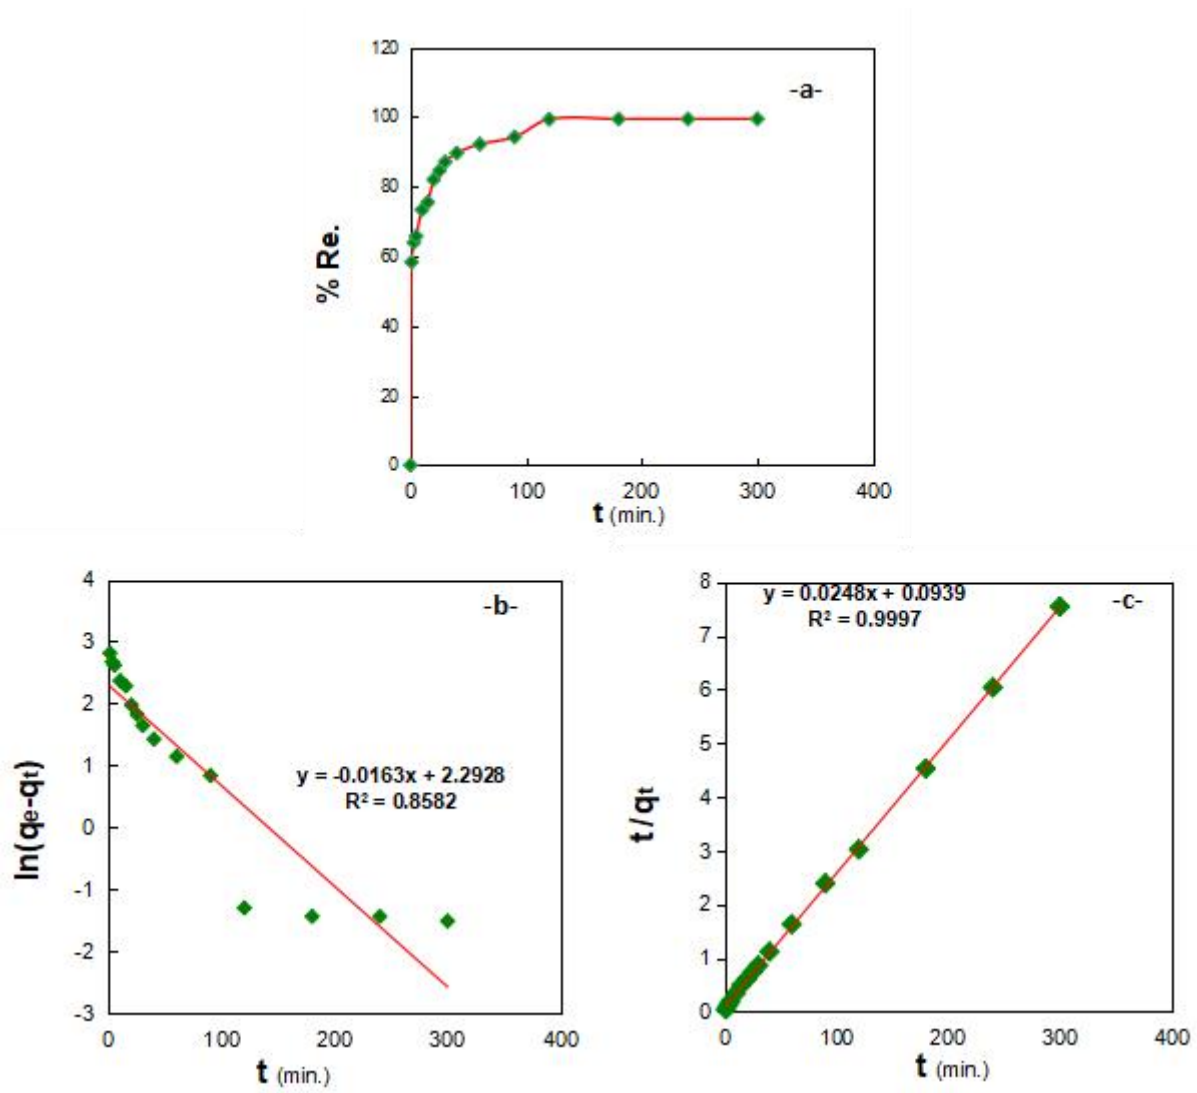 120
-a-
100
80
% Re.
60
40
20
0
0 100 200 300 400
t (min.)
4
-b-
3
2
1
y = -0.0163x + 2.2928
R² = 0.8582
ln(qe-qt)
0
-1
-2
-3
0 100 200 300 400
t (min.)
8
y = 0.0248x + 0.0939
-c-
R² = 0.9997
7
6
5
t/qt
4
3
2
1
0
0 100 200 300 400
t (min.)